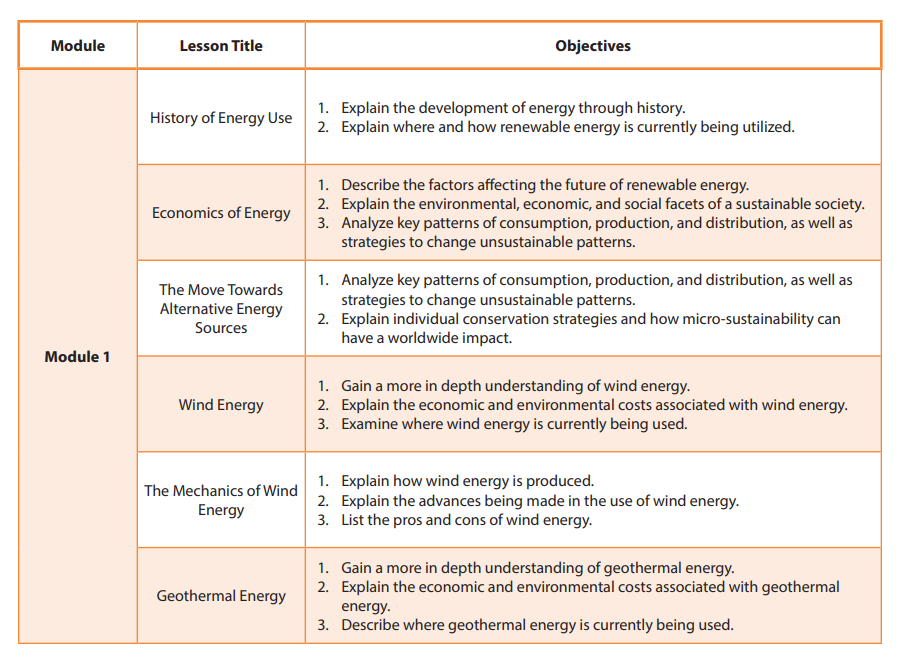 Module Lesson Title Objectives
Module 1
History of Energy Use
1. Explain the development of energy through history.
2. Explain where and how renewable energy is currently being utilized.
Economics of Energy
1. Describe the factors affecting the future of renewable energy.
2. Explain the environmental, economic, and social facets of a sustainable society.
3. Analyze key patterns of consumption, production, and distribution, as well as
strategies to change unsustainable patterns.
The Move Towards
Alternative Energy
Sources
1. Analyze key patterns of consumption, production, and distribution, as well as
strategies to change unsustainable patterns.
2. Explain individual conservation strategies and how micro-sustainability can
have a worldwide impact.
Wind Energy
1. Gain a more in depth understanding of wind energy.
2. Explain the economic and environmental costs associated with wind energy.
3. Examine where wind energy is currently being used.
The Mechanics of Wind
Energy
1. Explain how wind energy is produced.
2. Explain the advances being made in the use of wind energy.
3. List the pros and cons of wind energy.
Geothermal Energy
1. Gain a more in depth understanding of geothermal energy.
2. Explain the economic and environmental costs associated with geothermal
energy.
3. Describe where geothermal energy is currently being used.